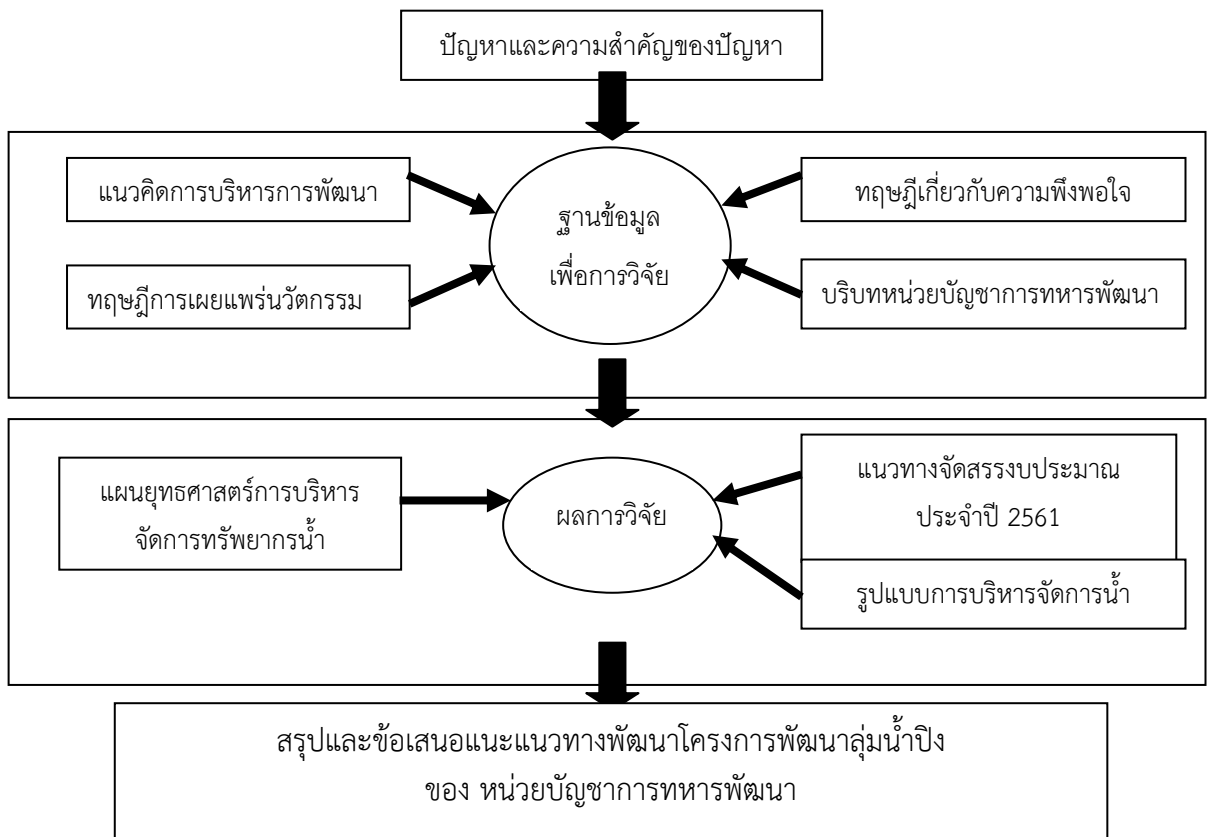 ปัญหาและความสำคัญของปัญหา
แนวคิดการบริหารการพัฒนา
ทฤษฎีเกี่ยวกับความพึงพอใจ
ฐานข้อมูล
เพื่อการวิจัย
ทฤษฎีการเผยแพร่นวัตกรรม
บริบทหน่วยบัญชาการทหารพัฒนา
แผนยุทธศาสตร์การบริหาร
จัดการทรัพยากรน้ำ
ผลการวิจัย
แนวทางจัดสรรงบประมาณ
ประจำปี 2561
รูปแบบการบริหารจัดการน้ำ
สรุปและข้อเสนอแนะแนวทางพัฒนาโครงการพัฒนาลุ่มน้ำปิง
ของ หน่วยบัญชาการทหารพัฒนา